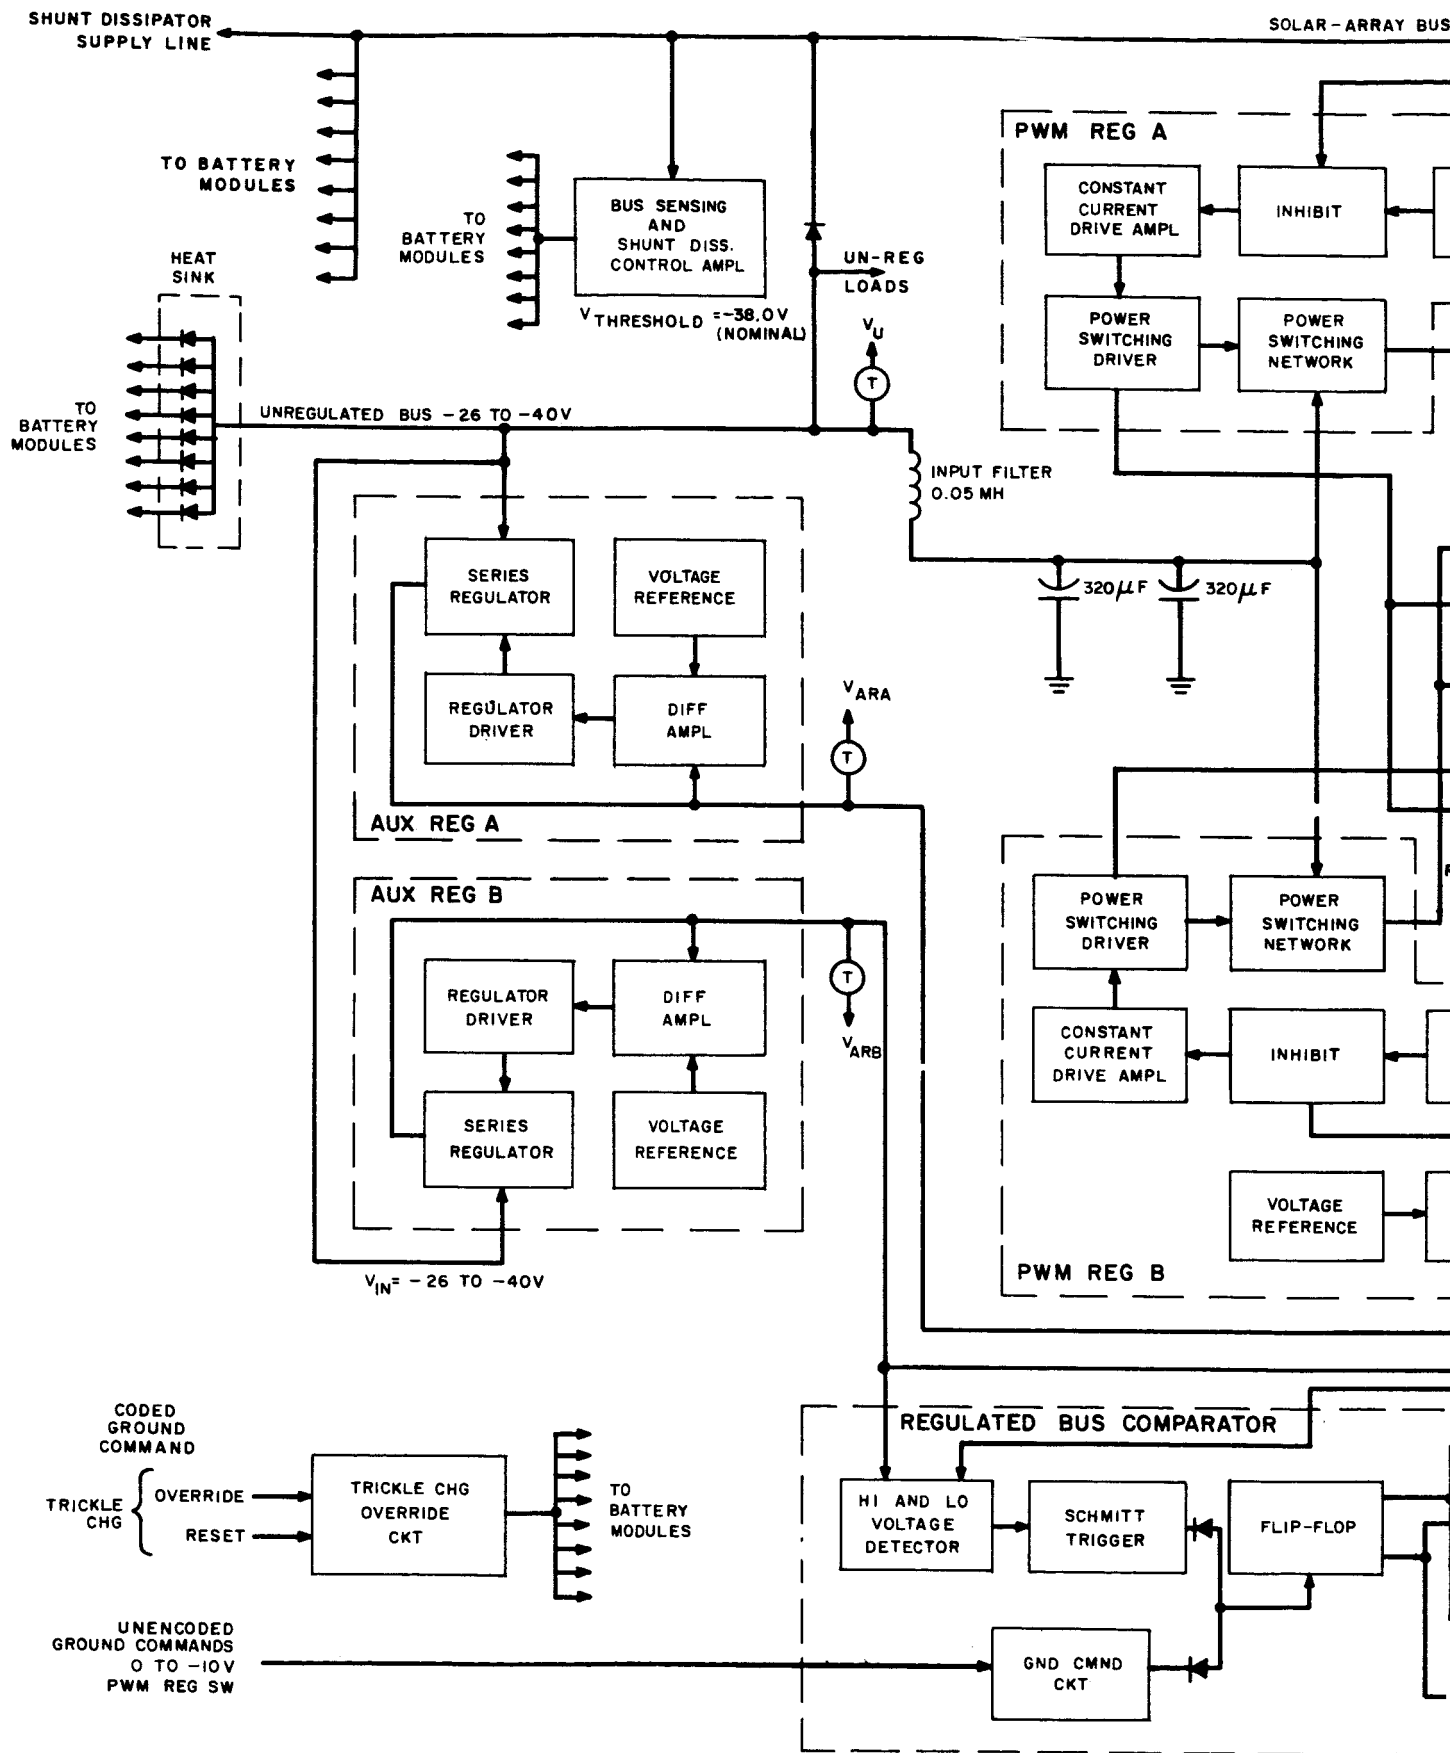 SHUNT DISSIPATOR
SUPPLY LINE
SOLAR-ARRAY BUS
TO BATTERY
MODULES
TO
BATTERY
MODULES
BUS SENSING
AND
SHUNT DISS.
CONTROL AMPL
V THRESHOLD = -38.0V
(NOMINAL)
UN-REG
LOADS
PWM REG A
CONSTANT
CURRENT
DRIVE AMPL
INHIBIT
POWER
SWITCHING
DRIVER
POWER
SWITCHING
NETWORK
HEAT
SINK
TO
BATTERY
MODULES
UNREGULATED BUS -26 TO -40V
VU
T
INPUT FILTER
0.05 MH
320µF
320µF
SERIES
REGULATOR
VOLTAGE
REFERENCE
REGULATOR
DRIVER
DIFF
AMPL
AUX REG A
VARA
T
AUX REG B
REGULATOR
DRIVER
DIFF
AMPL
SERIES
REGULATOR
VOLTAGE
REFERENCE
T
VARB
VIN= -26 TO -40V
POWER
SWITCHING
DRIVER
POWER
SWITCHING
NETWORK
CONSTANT
CURRENT
DRIVE AMPL
INHIBIT
VOLTAGE
REFERENCE
PWM REG B
CODED
GROUND
COMMAND
TRICKLE
CHG
OVERRIDE
RESET
TRICKLE CHG
OVERRIDE
CKT
TO
BATTERY
MODULES
REGULATED BUS COMPARATOR
HI AND LO
VOLTAGE
DETECTOR
SCHMITT
TRIGGER
FLIP-FLOP
UNENCODED
GROUND COMMANDS
0 TO -10V
PWM REG SW
GND CMND
CKT